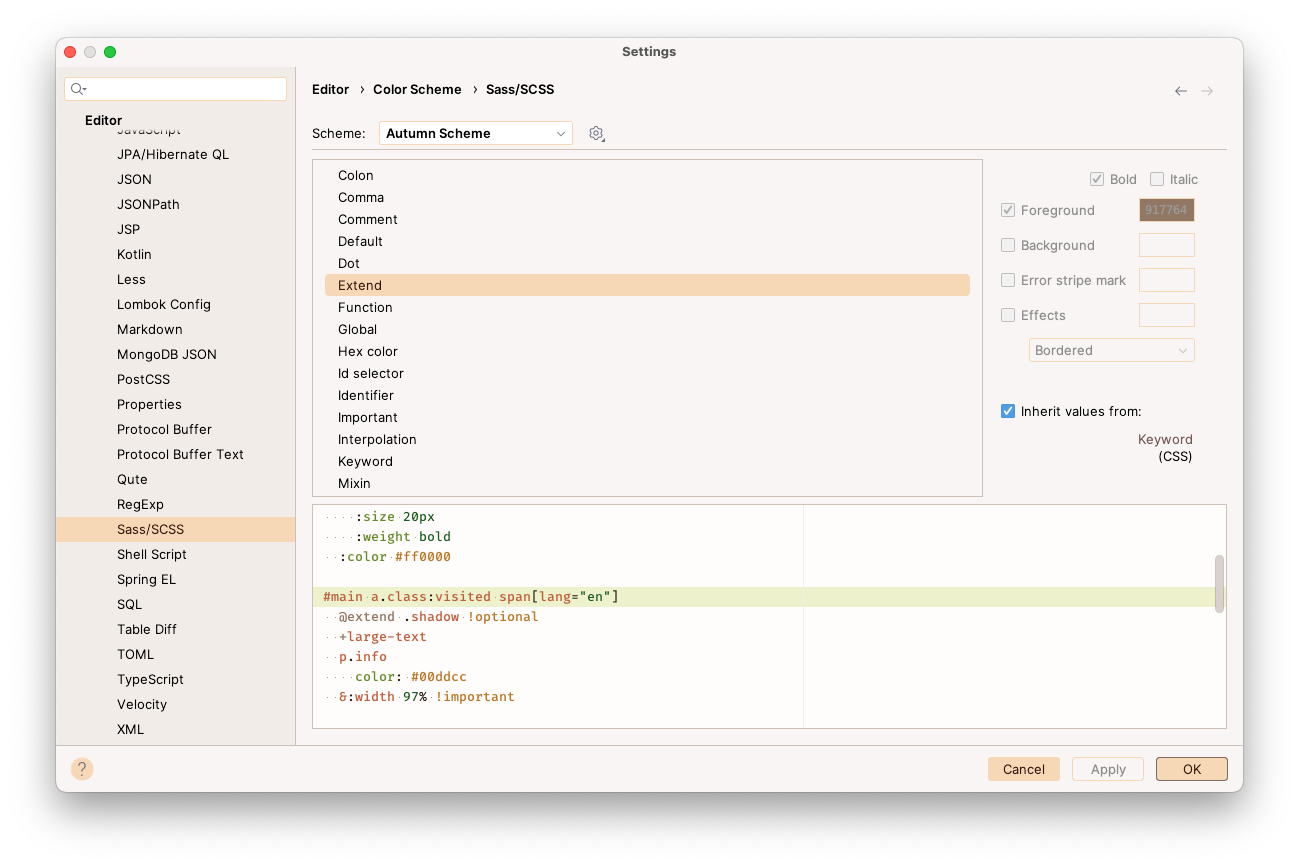 Settings
Editor
JavaScript
JPA/Hibernate QL
JSON
JSONPath
JSP
Kotlin
Less
Lombok Config
Markdown
MongoDB JSON
PostCSS
Properties
Protocol Buffer
Protocol Buffer Text
Qute
RegExp
Sass/SCSS
Shell Script
Spring EL
SQL
Table Diff
TOML
TypeScript
Velocity
XML
Editor › Color Scheme › Sass/SCSS
Scheme: Autumn Scheme
Colon
Comma
Comment
Default
Dot
Extend
Function
Global
Hex color
Id selector
Identifier
Important
Interpolation
Keyword
Mixin
Bold Italic
Foreground 917764
Background
Error stripe mark
Effects
Bordered
Inherit values from:
Keyword
(CSS)
····:size·20px
····:weight·bold
··:color·#ff0000
#main·a.class:visited·span[lang="en"]
··@extend·.shadow·!optional
··+large-text
··p.info
····color:·#00ddcc
··&:width·97%·!important
?
Cancel
Apply
OK